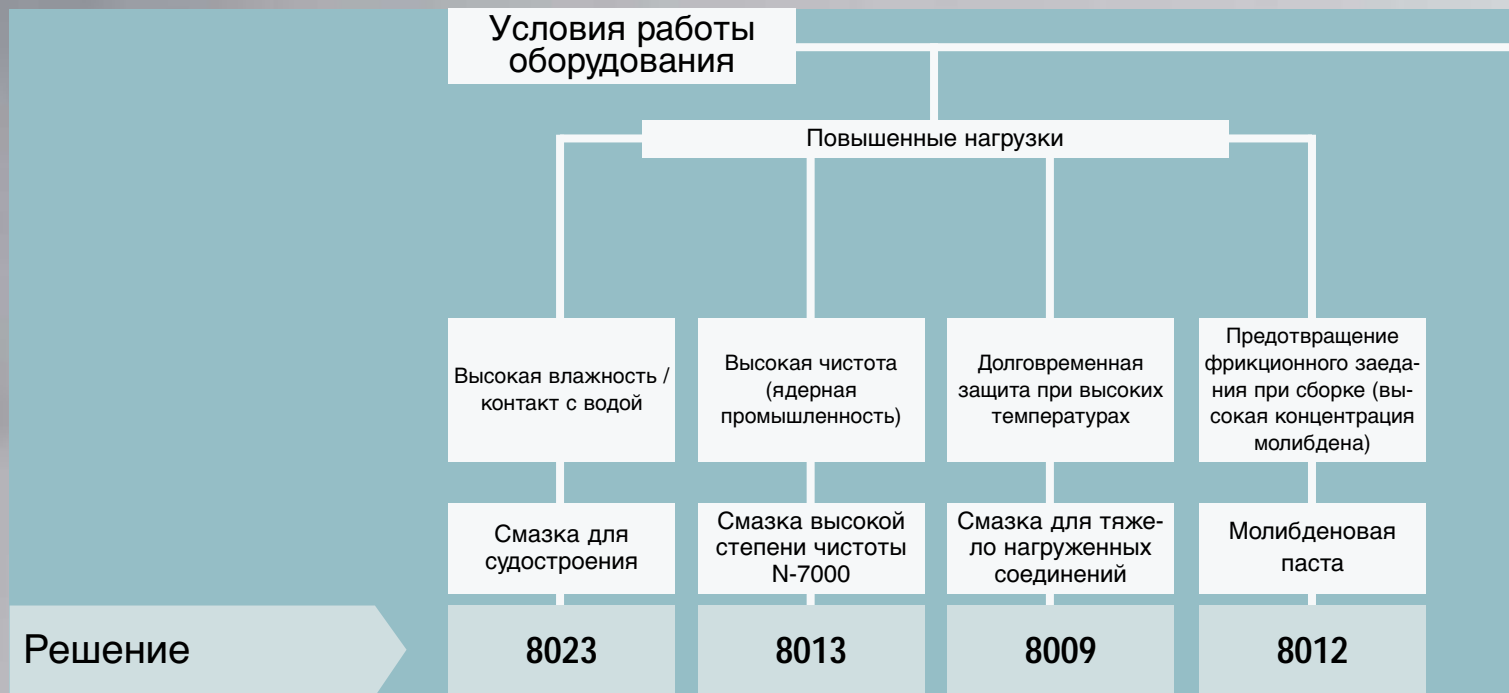 Условия работы
оборудования
Повышенные нагрузки
Высокая влажность /
контакт с водой
Высокая чистота
(ядерная
промышленность)
Долговременная
защита при высоких
температурах
Предотвращение
фрикционного заеда-
ния при сборке (вы-
сокая концентрация
молибдена)
Смазка для
судостроения
Смазка высокой
степени чистоты
N-7000
Смазка для тяже-
ло нагруженных
соединений
Молибденовая
паста
Решение
8023
8013
8009
8012